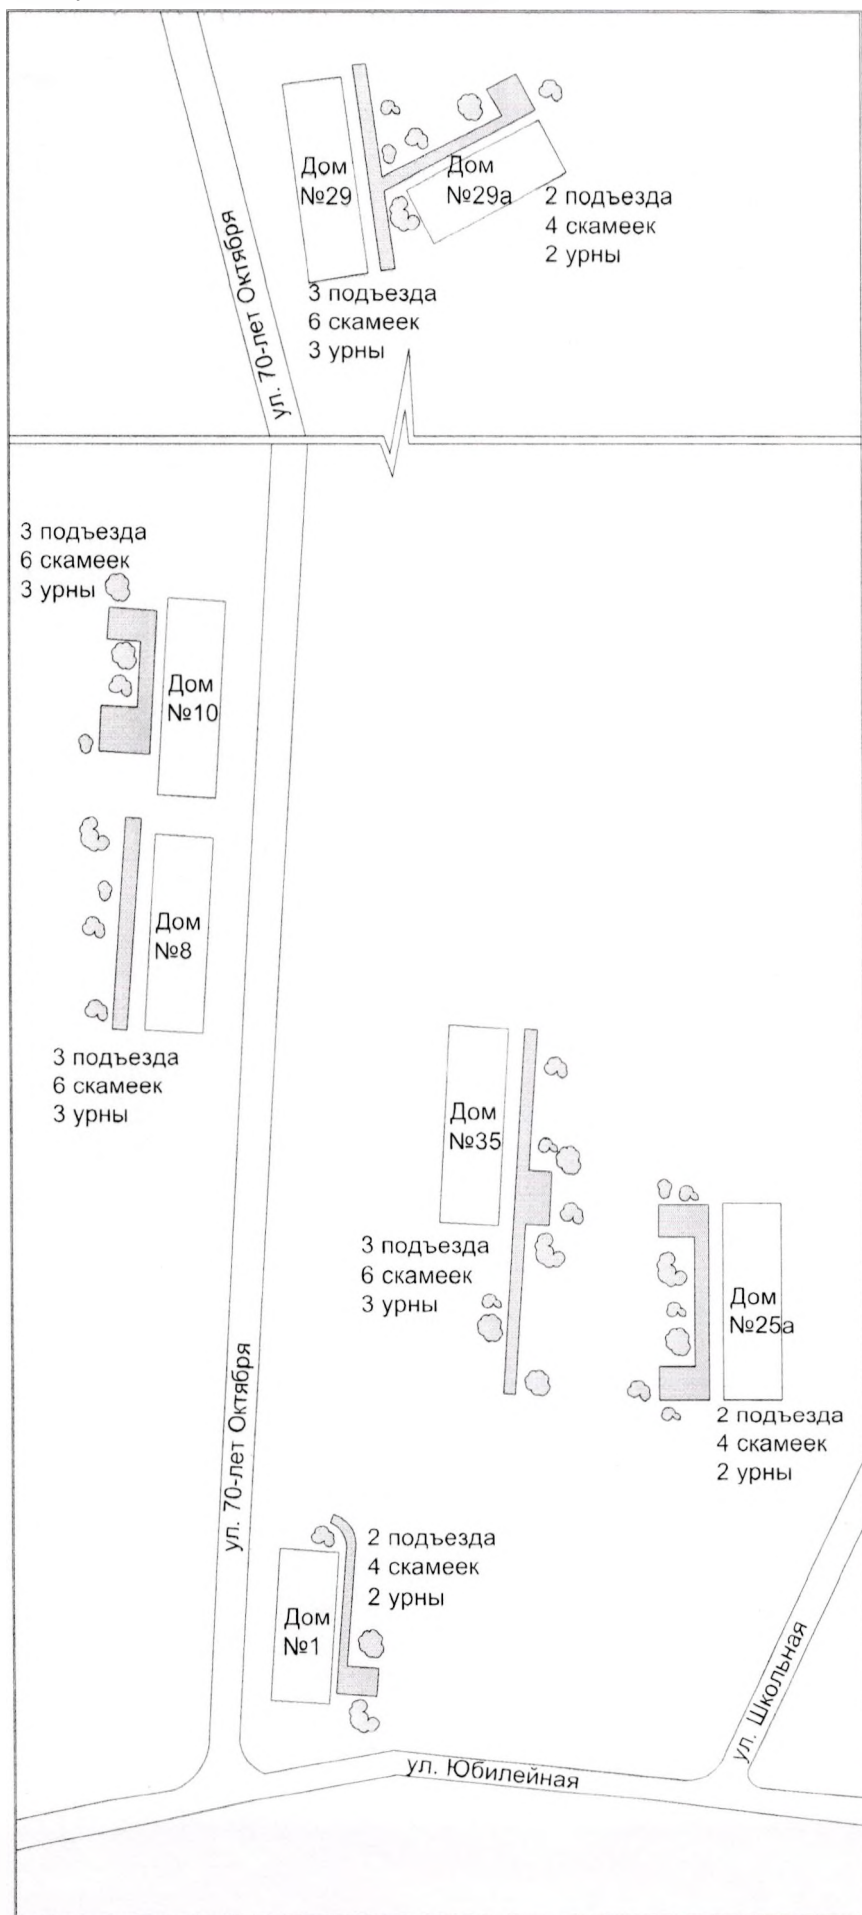 Дом
№29
Дом
№29а
2 подъезда
4 скамеек
2 урны
ул. 70-лет Октября
3 подъезда
6 скамеек
3 урны
3 подъезда
6 скамеек
3 урны
Дом
№10
Дом
№8
3 подъезда
6 скамеек
3 урны
Дом
№35
3 подъезда
6 скамеек
3 урны
Дом
№25а
2 подъезда
4 скамеек
2 урны
ул. 70-лет Октября
2 подъезда
4 скамеек
2 урны
Дом
№1
ул. Школьная
ул. Юбилейная